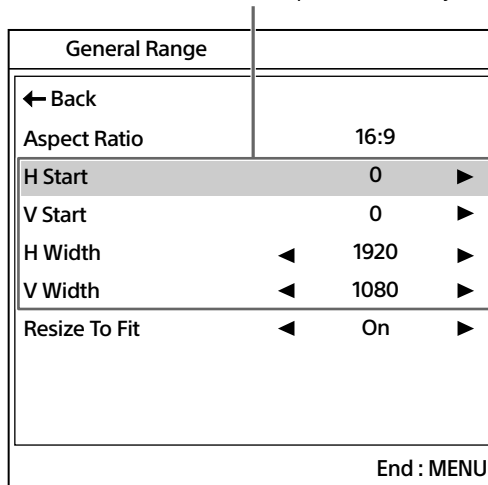 General Range
← Back
Aspect Ratio 16:9
H Start 0 ►
V Start 0 ►
H Width ◄ 1920 ►
V Width ◄ 1080 ►
Resize To Fit ◄ On ►
End : MENU